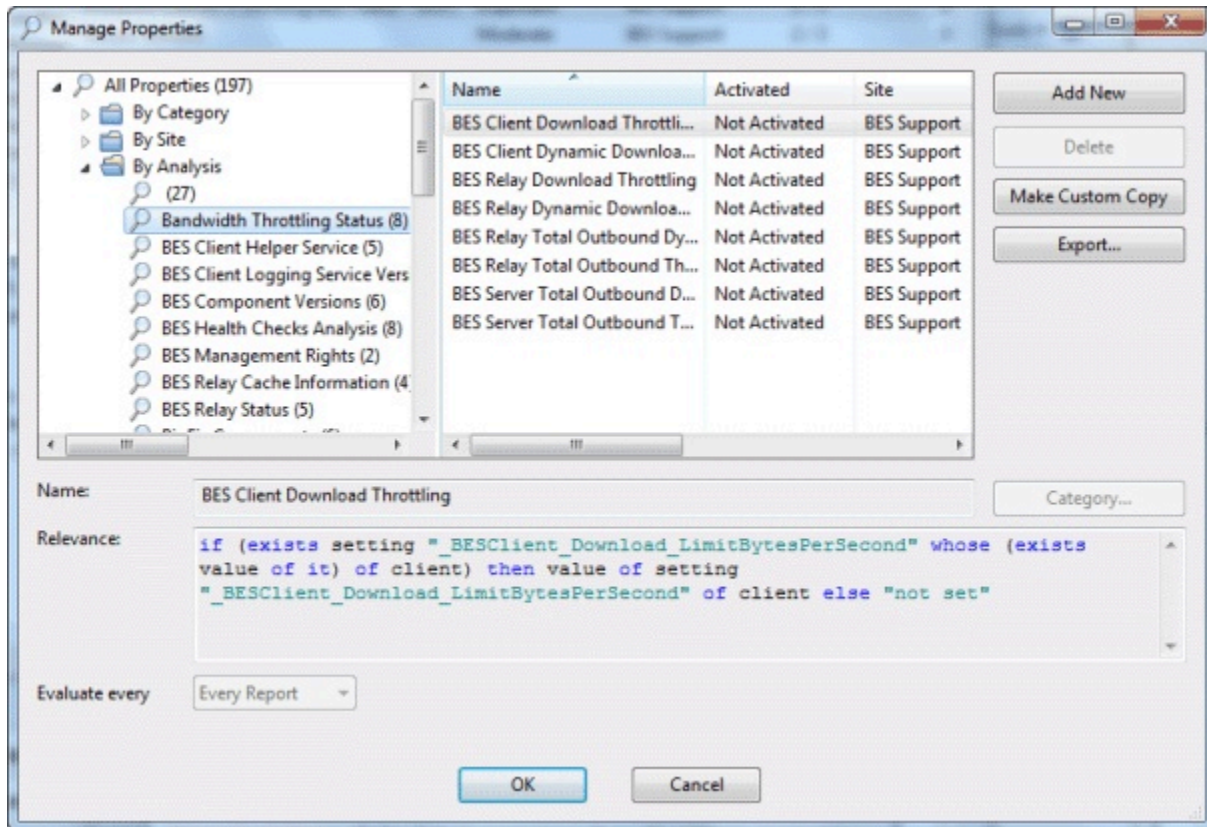 Manage Properties
All Properties (197)
By Category
By Site
By Analysis
(27)
Bandwidth Throttling Status (8)
BES Client Helper Service (5)
BES Client Logging Service Vers
BES Component Versions (6)
BES Health Checks Analysis (8)
BES Management Rights (2)
BES Relay Cache Information (4
BES Relay Status (5)
Name Activated Site
BES Client Download Throttli... Not Activated BES Support
BES Client Dynamic Downloa... Not Activated BES Support
BES Relay Download Throttling Not Activated BES Support
BES Relay Dynamic Downloa... Not Activated BES Support
BES Relay Total Outbound Dy... Not Activated BES Support
BES Relay Total Outbound Th... Not Activated BES Support
BES Server Total Outbound D... Not Activated BES Support
BES Server Total Outbound T... Not Activated BES Support
Add New
Delete
Make Custom Copy
Export...
Name: BES Client Download Throttling Category...
Relevance: if (exists setting "_BESClient_Download_LimitBytesPerSecond" whose (exists
value of it) of client) then value of setting
"_BESClient_Download_LimitBytesPerSecond" of client else "not set"
Evaluate every Every Report
OK Cancel